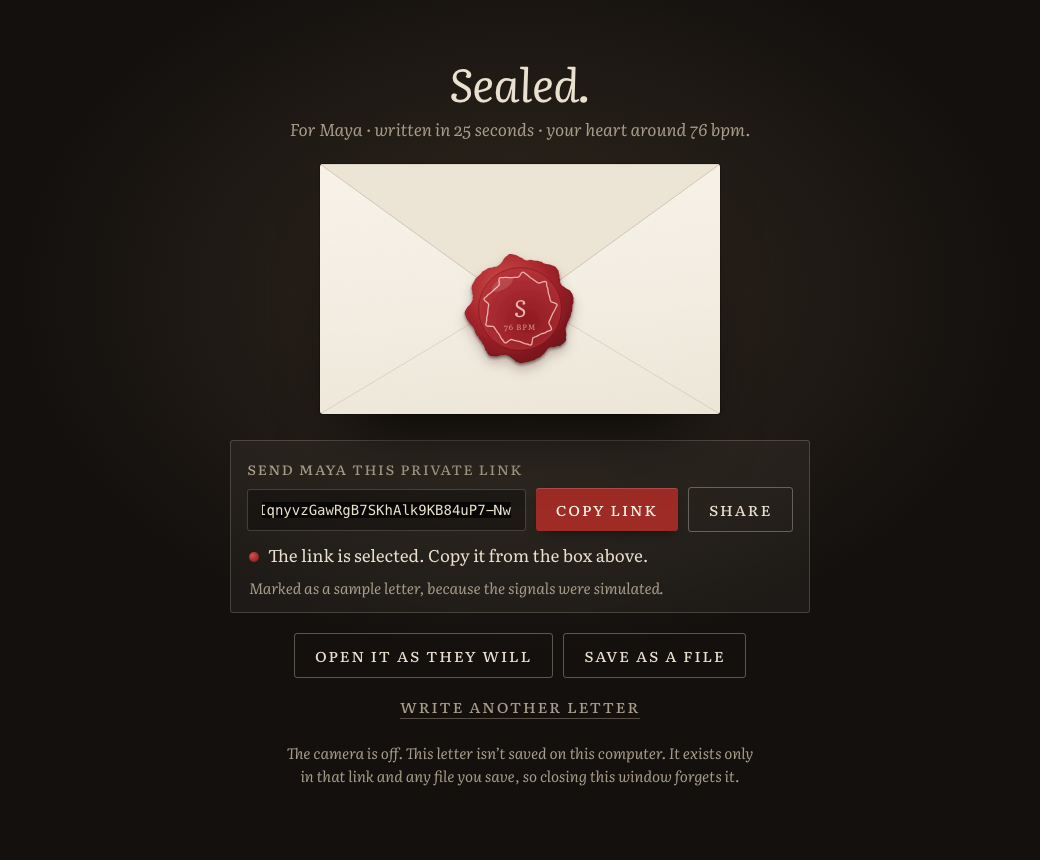 Sealed.
For Maya · written in 25 seconds · your heart around 76 bpm.
S
76 BPM
SEND MAYA THIS PRIVATE LINK
IqnyvzGawRgB7SKhAlk9KB84uP7—Nw
COPY LINK
SHARE
The link is selected. Copy it from the box above.
Marked as a sample letter, because the signals were simulated.
OPEN IT AS THEY WILL
SAVE AS A FILE
WRITE ANOTHER LETTER
The camera is off. This letter isn’t saved on this computer. It exists only
in that link and any file you save, so closing this window forgets it.